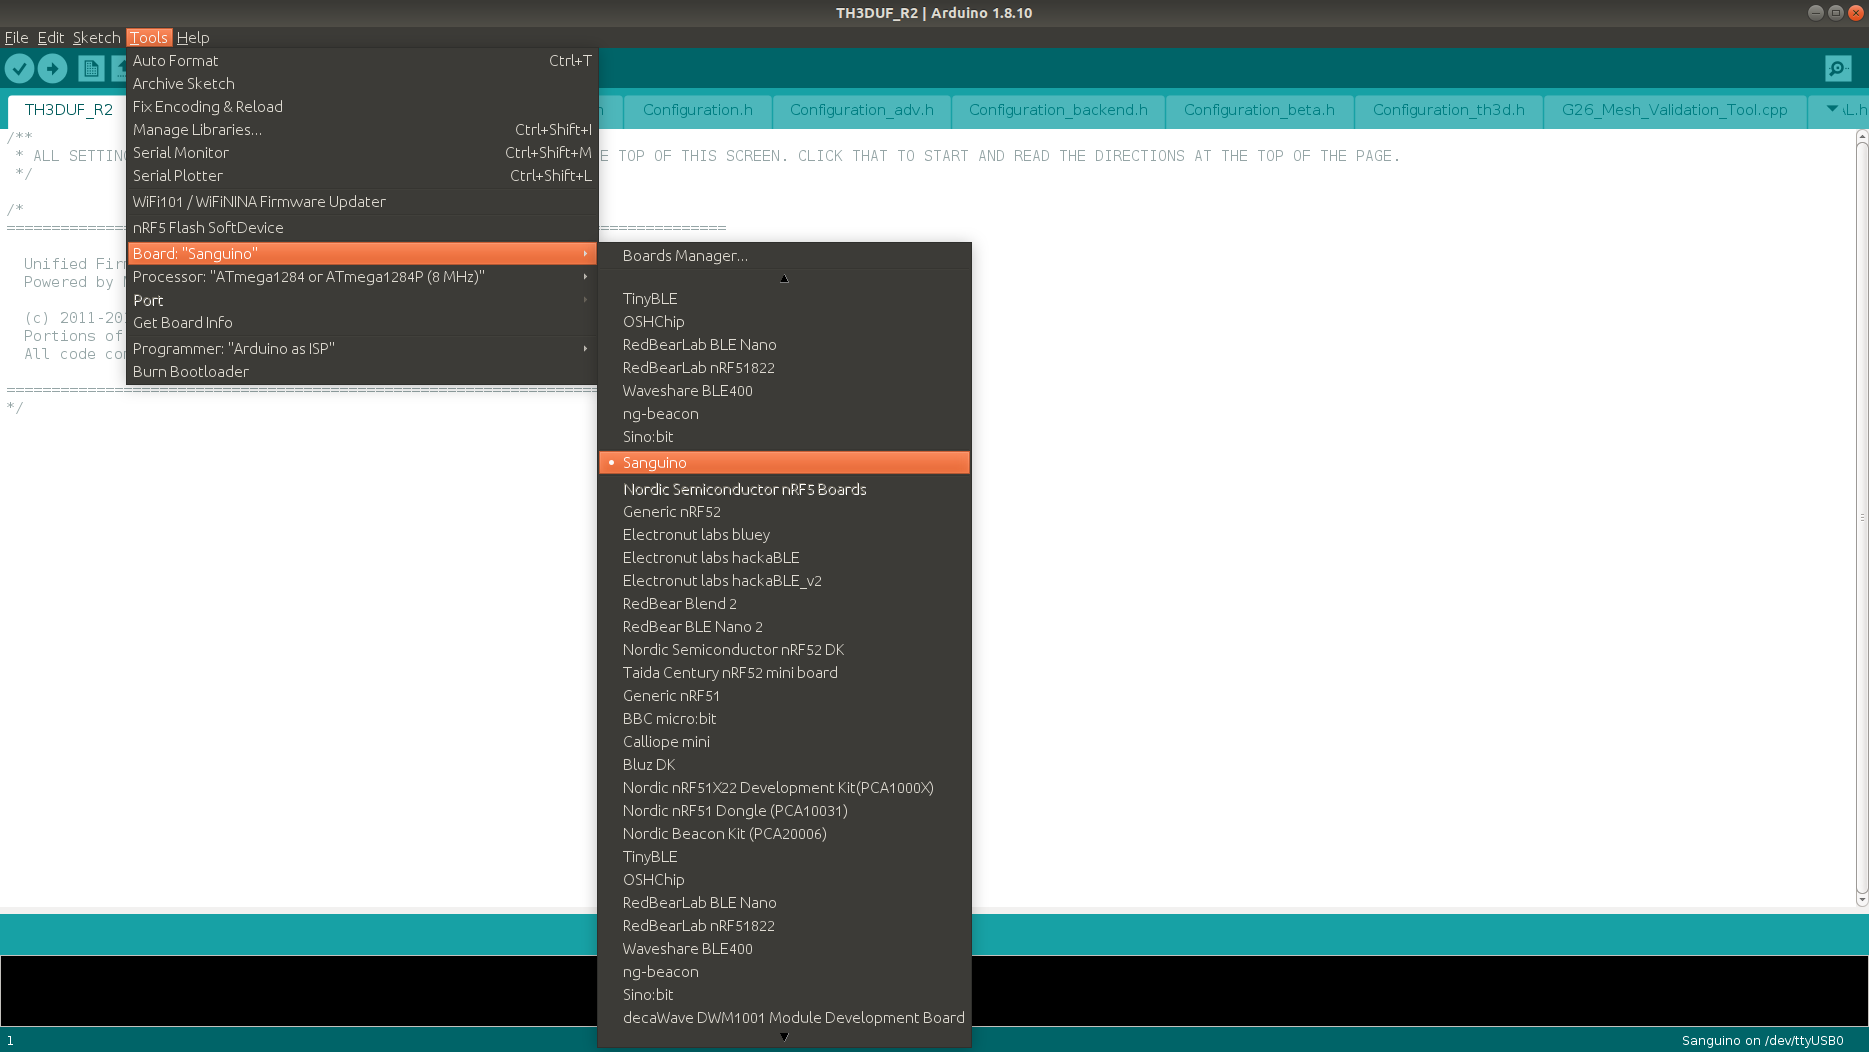 TH3DUF_R2 | Arduino 1.8.10
File Edit Sketch Tools Help
Auto Format Ctrl+T
Archive Sketch
Fix Encoding & Reload
Manage Libraries... Ctrl+Shift+I
Serial Monitor Ctrl+Shift+M
Serial Plotter Ctrl+Shift+L
WiFi101 / WiFiNINA Firmware Updater
nRF5 Flash SoftDevice
Board: "Sanguino"
Processor: "ATmega1284 or ATmega1284P (8 MHz)"
Port
Get Board Info
Programmer: "Arduino as ISP"
Burn Bootloader
TH3DUF_R2 Configuration.h Configuration_adv.h Configuration_backend.h Configuration_beta.h Configuration_th3d.h G26_Mesh_Validation_Tool.cpp
/**
* ALL SETTIN TOP OF THIS SCREEN. CLICK THAT TO START AND READ THE DIRECTIONS AT THE TOP OF THE PAGE.
*/
/*
Unified Fir
Powered by
(c) 2011-20
Portions of
All code co
*/
Boards Manager...
TinyBLE
OSHChip
RedBearLab BLE Nano
RedBearLab nRF51822
Waveshare BLE400
ng-beacon
Sino:bit
Sanguino
Nordic Semiconductor nRF5 Boards
Generic nRF52
Electronut labs bluey
Electronut labs hackaBLE
Electronut labs hackaBLE_v2
RedBear Blend 2
RedBear BLE Nano 2
Nordic Semiconductor nRF52 DK
Taida Century nRF52 mini board
Generic nRF51
BBC micro:bit
Calliope mini
Bluz DK
Nordic nRF51X22 Development Kit(PCA1000X)
Nordic nRF51 Dongle (PCA10031)
Nordic Beacon Kit (PCA20006)
TinyBLE
OSHChip
RedBearLab BLE Nano
RedBearLab nRF51822
Waveshare BLE400
ng-beacon
Sino:bit
decaWave DWM1001 Module Development Board
1 Sanguino on /dev/ttyUSB0